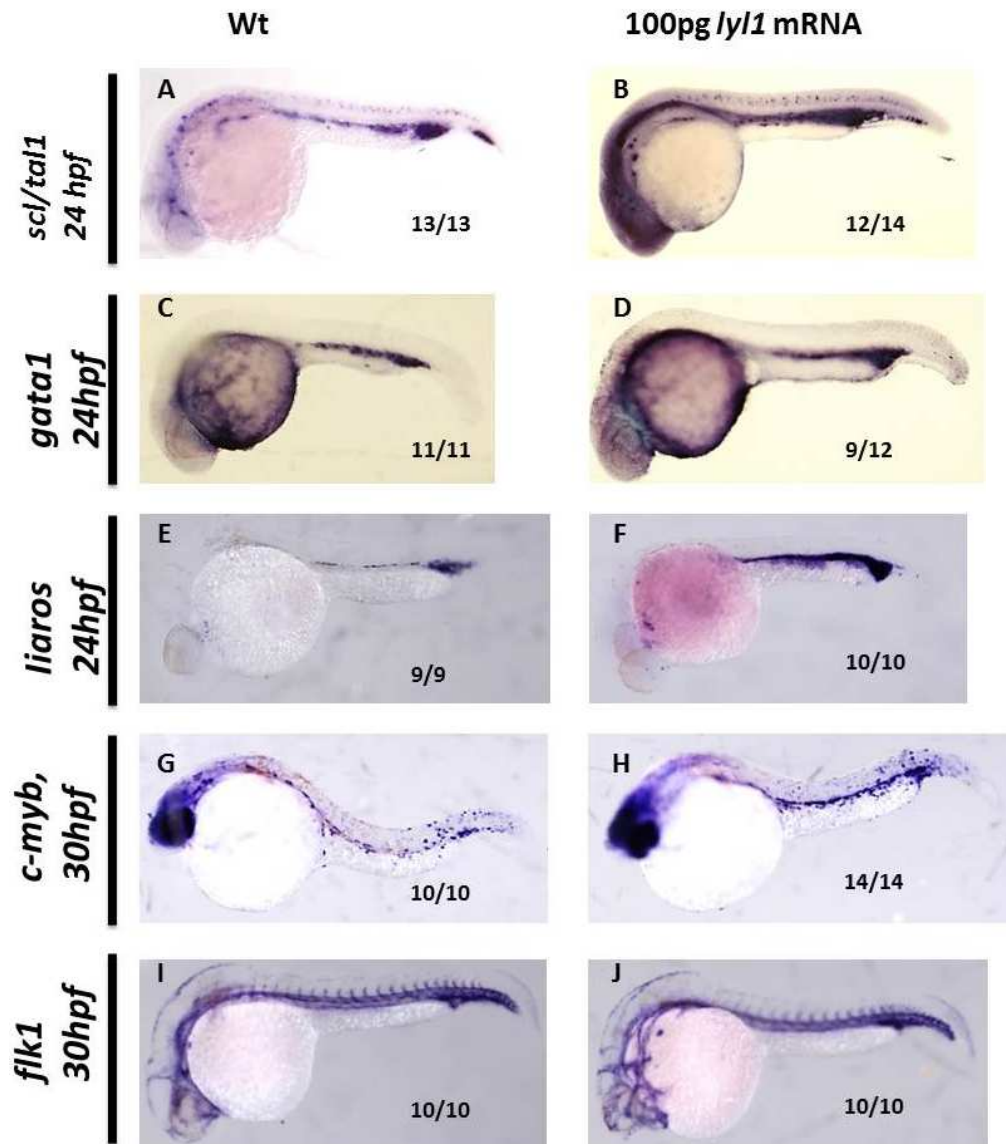 Wt 100pg lyl1 mRNA
scl/tal1
24 hpf
A
13/13
B
12/14
gata1
24hpf
C
11/11
D
9/12
liaros
24hpf
E
9/9
F
10/10
c-myb,
30hpf
G
10/10
H
14/14
flk1
30hpf
I
10/10
J
10/10